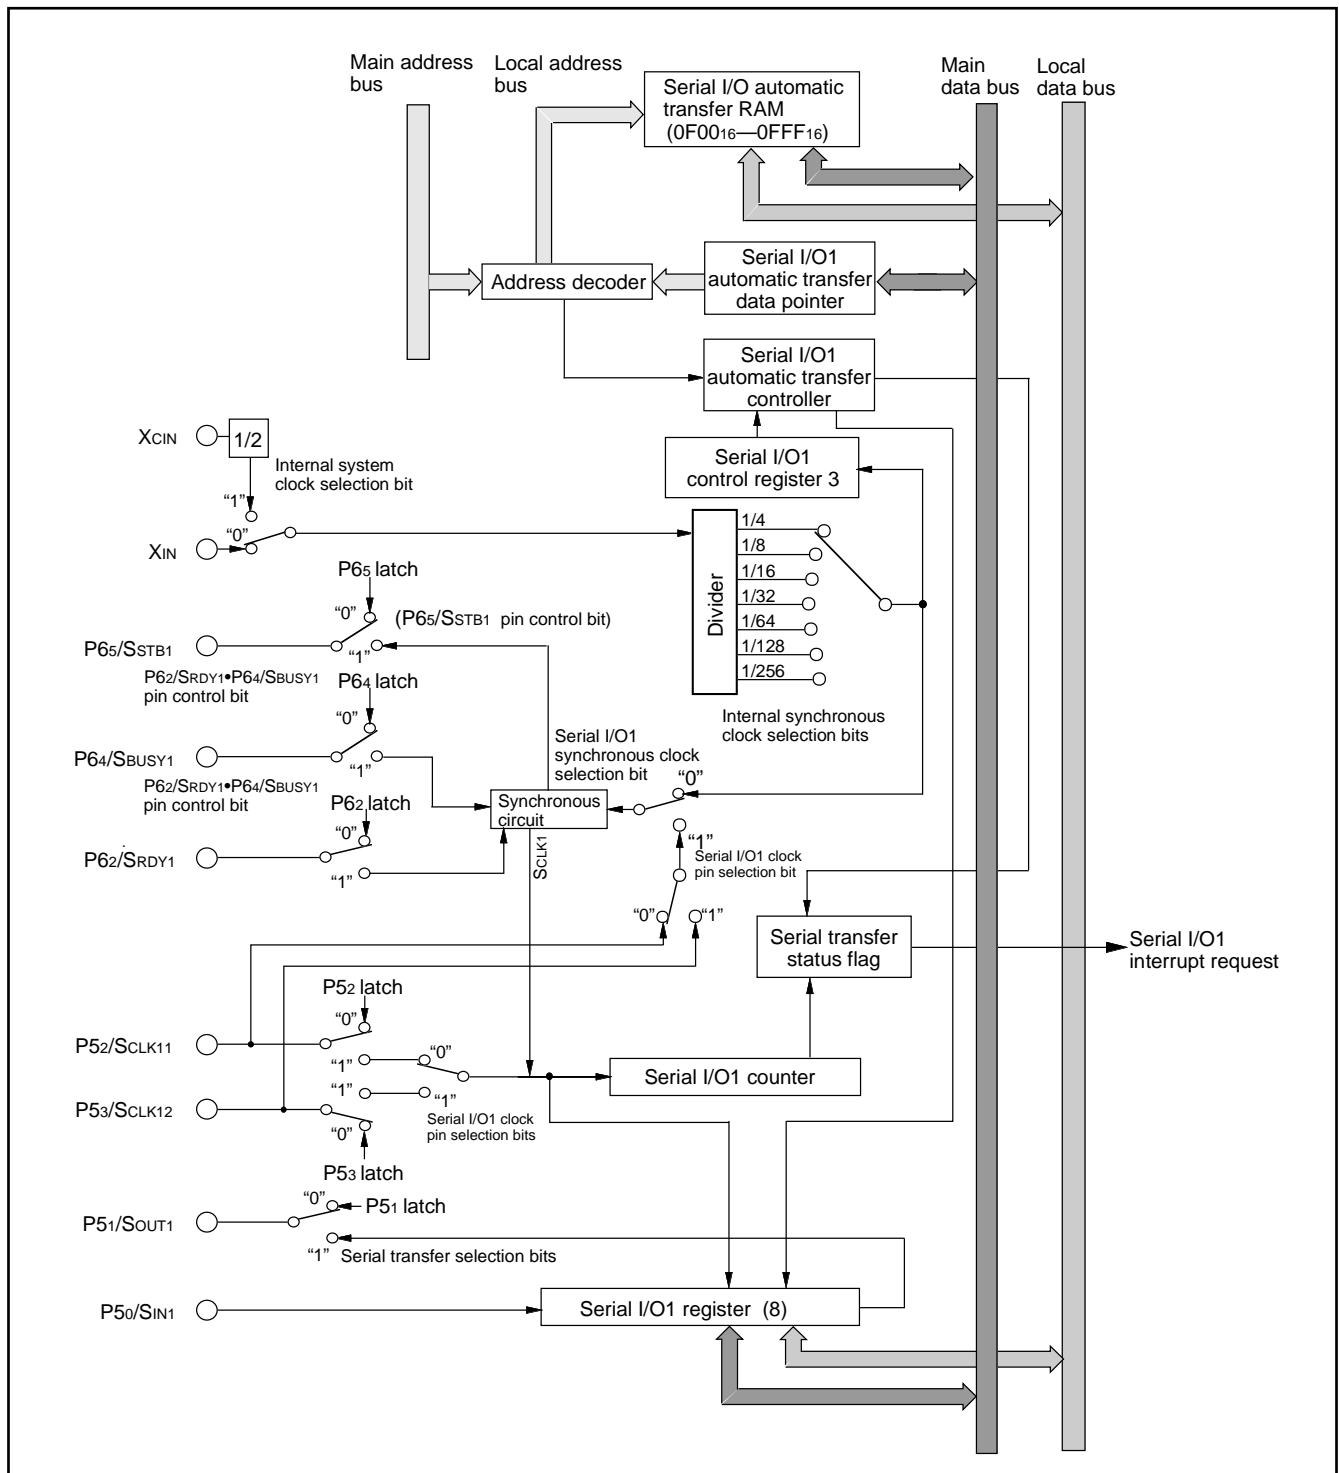 Main address
bus
Local address
bus
Serial I/O automatic
transfer RAM
(0F0016—0FFF16)
Main
data bus
Local
data bus
Address decoder
Serial I/O1
automatic transfer
data pointer
Serial I/O1
automatic transfer
controller
XCIN
1/2
Internal system
clock selection bit
"1"
Serial I/O1
control register 3
XIN
"0"
Divider
1/4
1/8
1/16
1/32
1/64
1/128
1/256
Internal synchronous
clock selection bits
P65 latch
"0"
(P65/SSTB1 pin control bit)
P65/SSTB1
"1"
P62/SRDY1•P64/SBUSY1
pin control bit
P64 latch
"0"
P64/SBUSY1
"1"
Serial I/O1
synchronous clock
selection bit
"0"
P62/SRDY1•P64/SBUSY1
pin control bit
P62 latch
Synchronous
circuit
"0"
P62/SRDY1
"1"
SCLK1
"1"
Serial I/O1 clock
pin selection bit
"0"
"1"
Serial transfer
status flag
Serial I/O1
interrupt request
P52 latch
"0"
P52/SCLK11
"1"
"0"
Serial I/O1 counter
"1"
"1"
P53/SCLK12
Serial I/O1 clock
pin selection bits
"0"
P53 latch
"0"
P51 latch
P51/SOUT1
"1"
Serial transfer selection bits
P50/SIN1
Serial I/O1 register (8)